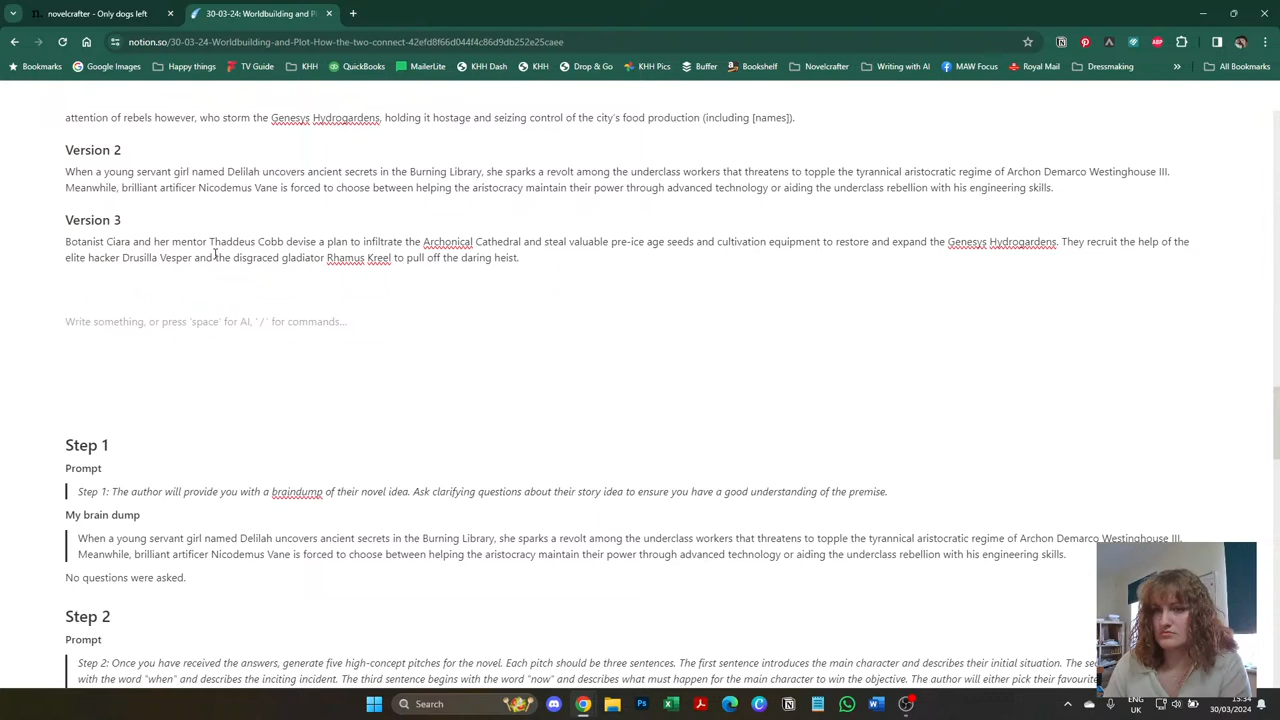 novelcrafter - Only dogs left
30-03-24: Worldbuilding and Pl
notion.so/30-03-24-Worldbuilding-and-Plot-How-the-two-connect-42efd8f66d044f4c86d9db252e25caee
Bookmarks Google Images Happy things TV Guide KHH QuickBooks MailerLite KHH Drop & Go KHH Pics Buffer Bookshelf Novelcrafter Writing with AI MAW Focus Royal Mail Dressmaking » All Bookmarks
attention of rebels however, who storm the Genesys Hydrogardens, holding it hostage and seizing control of the city's food production (including [names]).
Version 2
When a young servant girl named Delilah uncovers ancient secrets in the Burning Library, she sparks a revolt among the underclass workers that threatens to topple the tyrannical aristocratic regime of Archon Demarco Westinghouse III.
Meanwhile, brilliant artificer Nicodemus Vane is forced to choose between helping the aristocracy maintain their power through advanced technology or aiding the underclass rebellion with his engineering skills.
Version 3
Botanist Ciara and her mentor Thaddeus Cobb devise a plan to infiltrate the Archonical Cathedral and steal valuable pre-ice age seeds and cultivation equipment to restore and expand the Genesys Hydrogardens. They recruit the help of the
elite hacker Drusilla Vesper and the disgraced gladiator Rhamus Kreel to pull off the daring heist.
Write something, or press 'space' for AI, '/' for commands...
Step 1
Prompt
Step 1: The author will provide you with a braindump of their novel idea. Ask clarifying questions about their story idea to ensure you have a good understanding of the premise.
My brain dump
When a young servant girl named Delilah uncovers ancient secrets in the Burning Library, she sparks a revolt among the underclass workers that threatens to topple the tyrannical aristocratic regime of Archon Demarco Westinghouse III.
Meanwhile, brilliant artificer Nicodemus Vane is forced to choose between helping the aristocracy maintain their power through advanced technology or aiding the underclass rebellion with his engineering skills.
No questions were asked.
Step 2
Prompt
Step 2: Once you have received the answers, generate five high-concept pitches for the novel. Each pitch should be three sentences. The first sentence introduces the main character and describes their initial situation. The sec
with the word "when" and describes the inciting incident. The third sentence begins with the word "now" and describes what must happen for the main character to win the objective. The author will either pick their favourite
Search
ENG
UK
15:34
30/03/2024